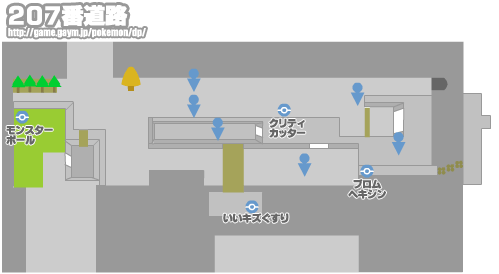 207番道路
http://game.gaym.jp/pokemon/dp/
クリティ
カッター
モンスター
ボール
プロム
ヘキシン
いいキズぐすり